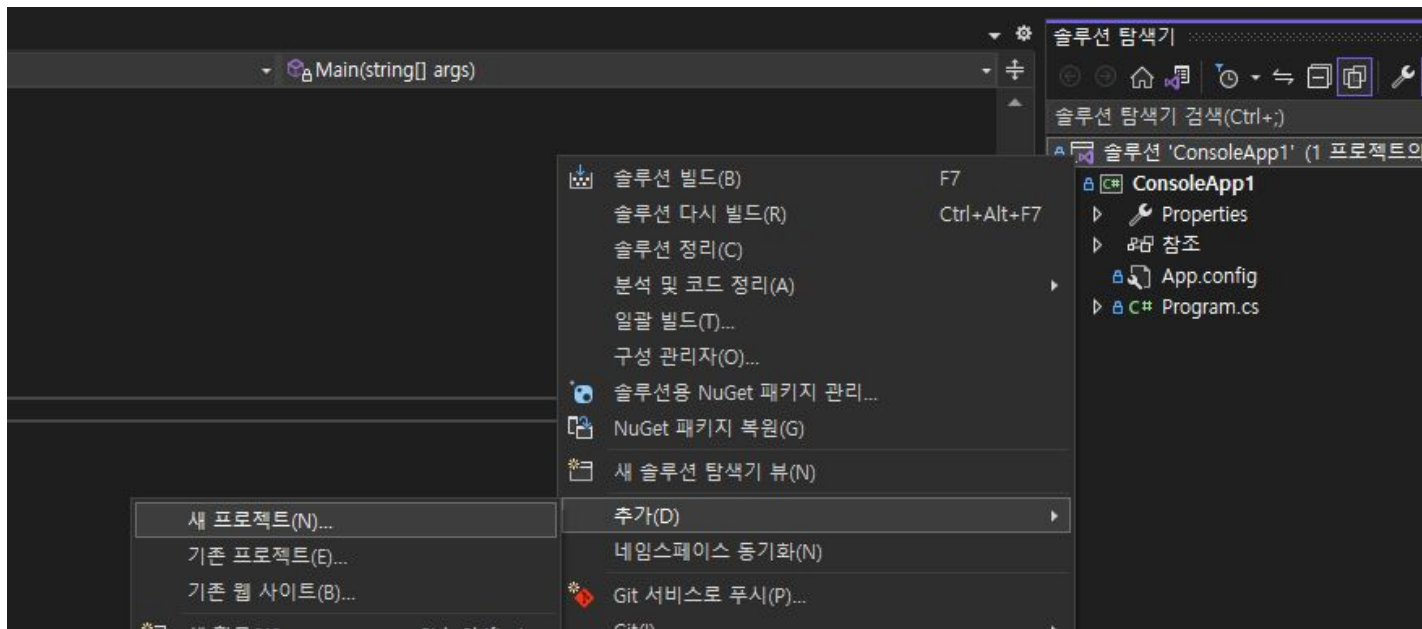 Main(string[] args)
솔루션 탐색기
솔루션 탐색기 검색(Ctrl+;)
솔루션 'ConsoleApp1' (1 프로젝트의
C# ConsoleApp1
Properties
참조
App.config
C# Program.cs
솔루션 빌드(B) F7
솔루션 다시 빌드(R) Ctrl+Alt+F7
솔루션 정리(C)
분석 및 코드 정리(A)
일괄 빌드(T)...
구성 관리자(O)...
솔루션용 NuGet 패키지 관리...
NuGet 패키지 복원(G)
새 솔루션 탐색기 뷰(N)
추가(D)
네임스페이스 동기화(N)
Git 서비스로 푸시(P)...
새 프로젝트(N)...
기존 프로젝트(E)...
기존 웹 사이트(B)...